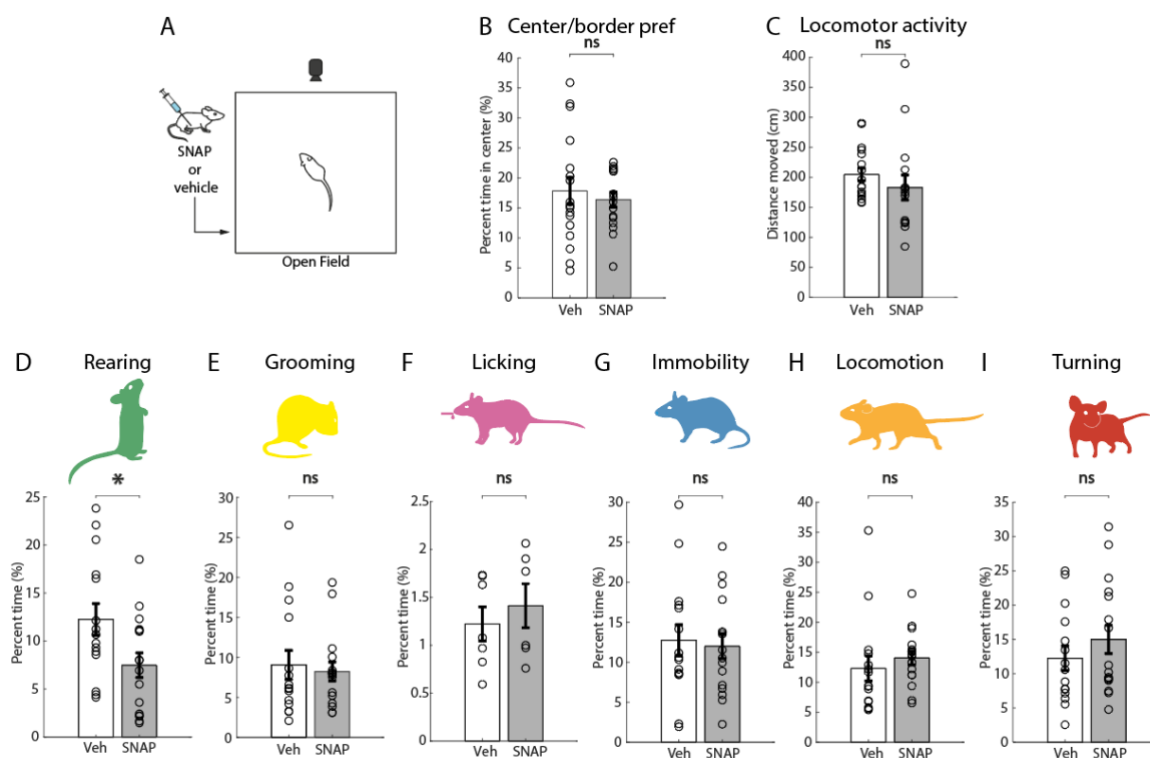 A
SNAP
or
vehicle
Open Field
B Center/border pref
ns
Percent time in center (%)
40
35
30
25
20
15
10
5
0
Veh SNAP
C Locomotor activity
ns
Distance moved (cm)
400
350
300
250
200
150
100
50
0
Veh SNAP
D Rearing
*
Percent time (%)
25
20
15
10
5
0
Veh SNAP
E Grooming
ns
Percent time (%)
30
25
20
15
10
5
0
Veh SNAP
F Licking
ns
Percent time (%)
2.5
2
1.5
1
0.5
0
Veh SNAP
G Immobility
ns
Percent time (%)
30
25
20
15
10
5
0
Veh SNAP
H Locomotion
ns
Percent time (%)
40
35
30
25
20
15
10
5
0
Veh SNAP
I Turning
ns
Percent time (%)
35
30
25
20
15
10
5
0
Veh SNAP